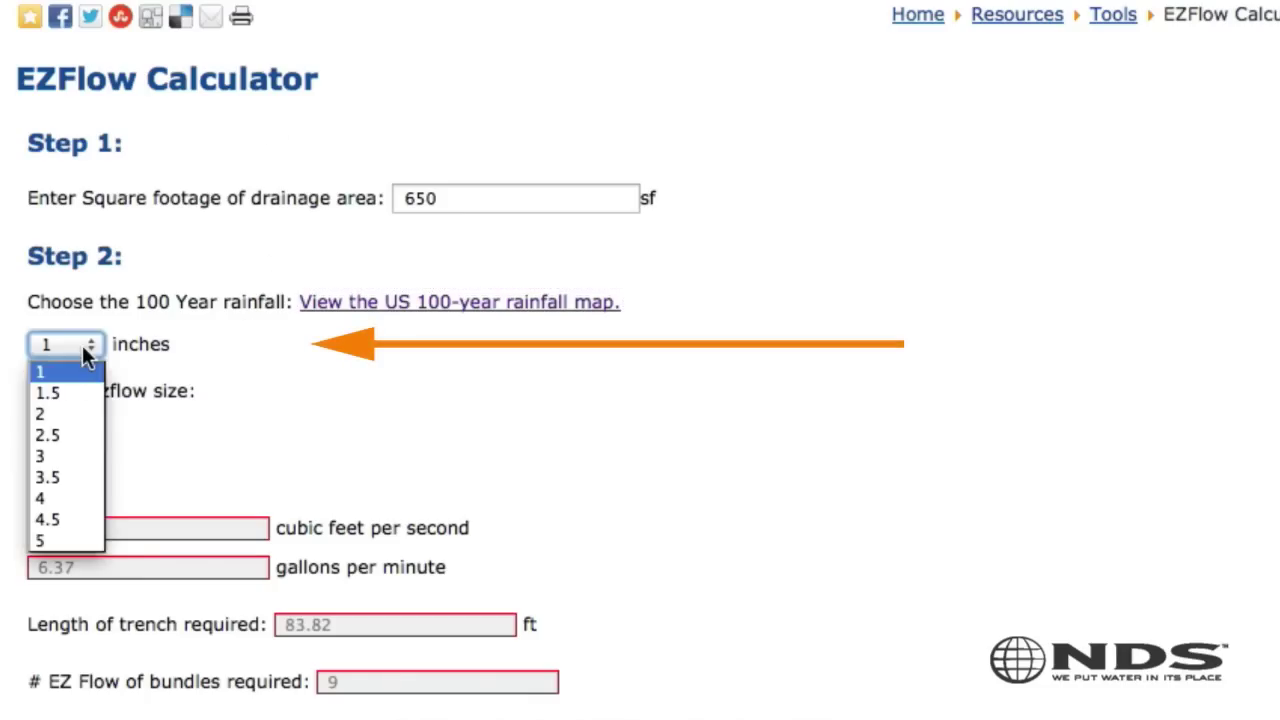 Home Resources Tools EZFlow Calcu
EZFlow Calculator
Step 1:
Enter Square footage of drainage area: 650 sf
Step 2:
Choose the 100 Year rainfall: View the US 100-year rainfall map.
1 inches
1
1.5 zflow size:
2
2.5
3
3.5
4
4.5 cubic feet per second
5
6.37 gallons per minute
Length of trench required: 83.82 ft
# EZ Flow of bundles required: 9
NDS™
WE PUT WATER IN ITS PLACE